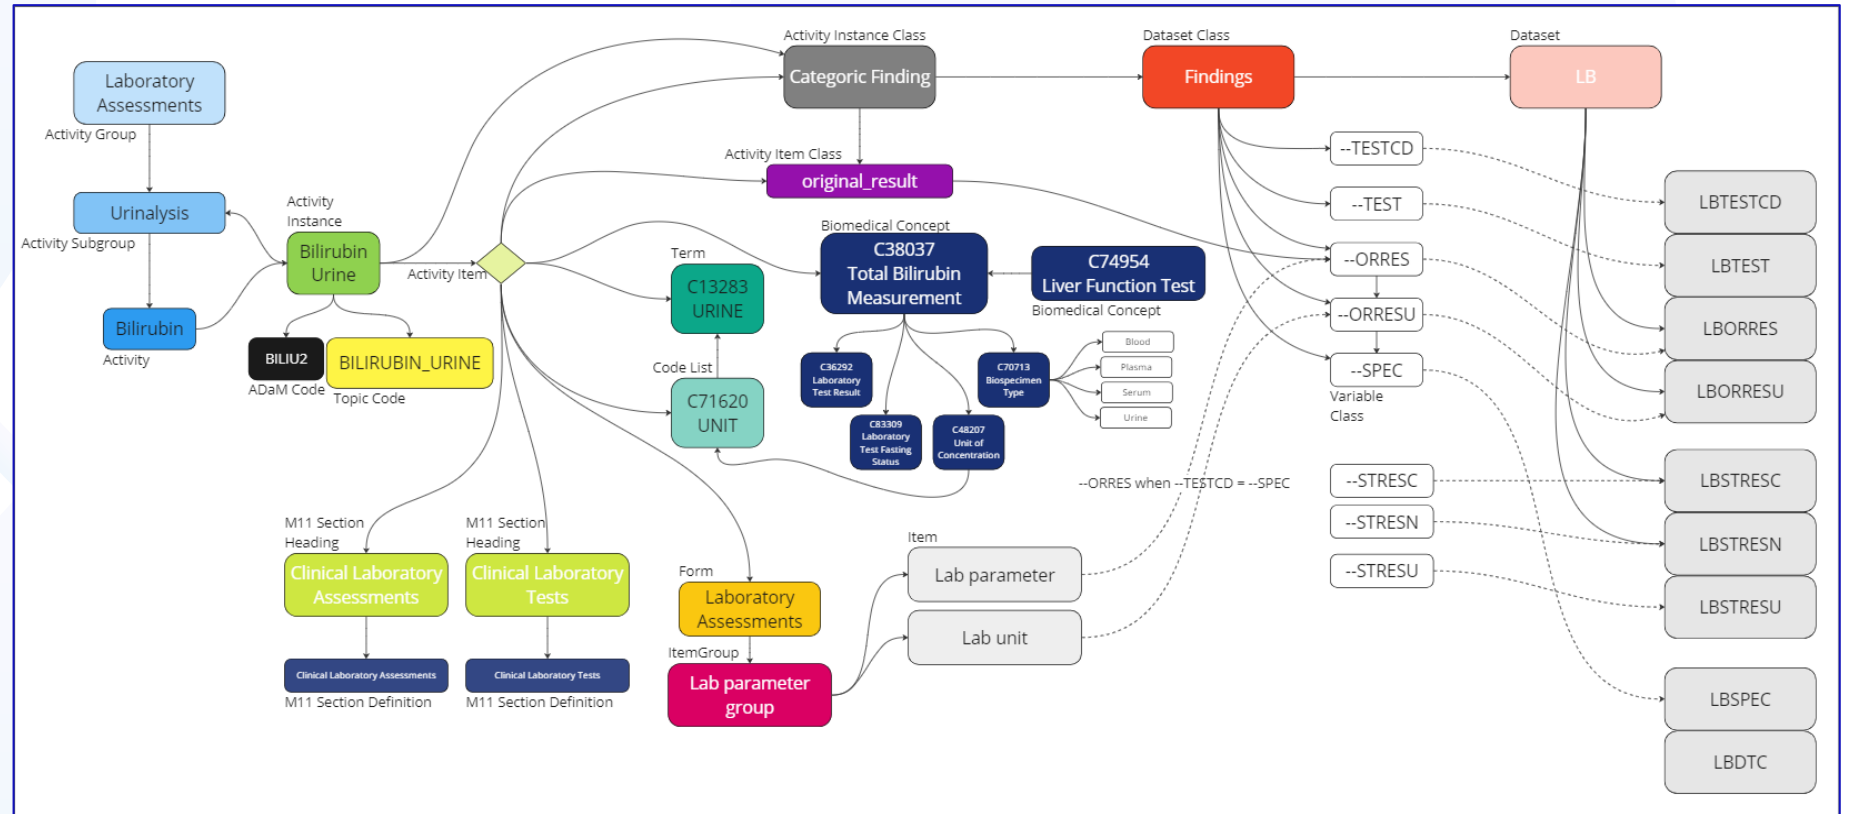 Activity Instance Class
Dataset Class
Dataset
Laboratory
Assessments
Categoric Finding
Findings
LB
Activity Group
--TESTCD
Activity Item Class
original_result
LBTESTCD
Urinalysis
Activity
Instance
--TEST
Activity Subgroup
Bilirubin
Urine
Activity Item
Biomedical Concept
C38037
Total Bilirubin
Measurement
C74954
Liver Function Test
Biomedical Concept
Term
C13283
URINE
--ORRES
LBTEST
--ORRESU
Bilirubin
Activity
LBORRES
BILIU2
ADaM Code
BILIRUBIN_URINE
Topic Code
Code List
C71620
UNIT
C36292
Laboratory
Test Result
C70713
Biospecimen
Type
Blood
Plasma
Serum
Urine
--SPEC
Variable
Class
LBORRESU
C83309
Laboratory
Test Fasting
Status
C48207
Unit of
Concentration
--ORRES when --TESTCD = --SPEC
--STRESC
LBSTRESC
--STRESN
LBSTRESN
--STRESU
LBSTRESU
M11 Section
Heading
Clinical Laboratory
Assessments
M11 Section
Heading
Clinical Laboratory
Tests
Form
Laboratory
Assessments
Item
Lab parameter
Lab unit
ItemGroup
Lab parameter
group
Clinical Laboratory Assessments
M11 Section Definition
Clinical Laboratory Tests
M11 Section Definition
LBSPEC
LBDTC